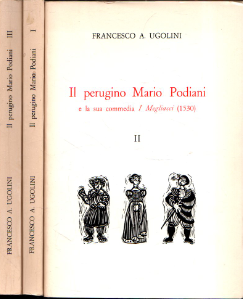 FRANCESCO A. UGOLINI
Il perugino Mario Podiani
e la sua commedia I Megliacci (1530)
II
Il perugino Mario Podiani III
FRANCESCO A. UGOLINI
Il perugino Mario Podiani I
FRANCESCO A. UGOLINI